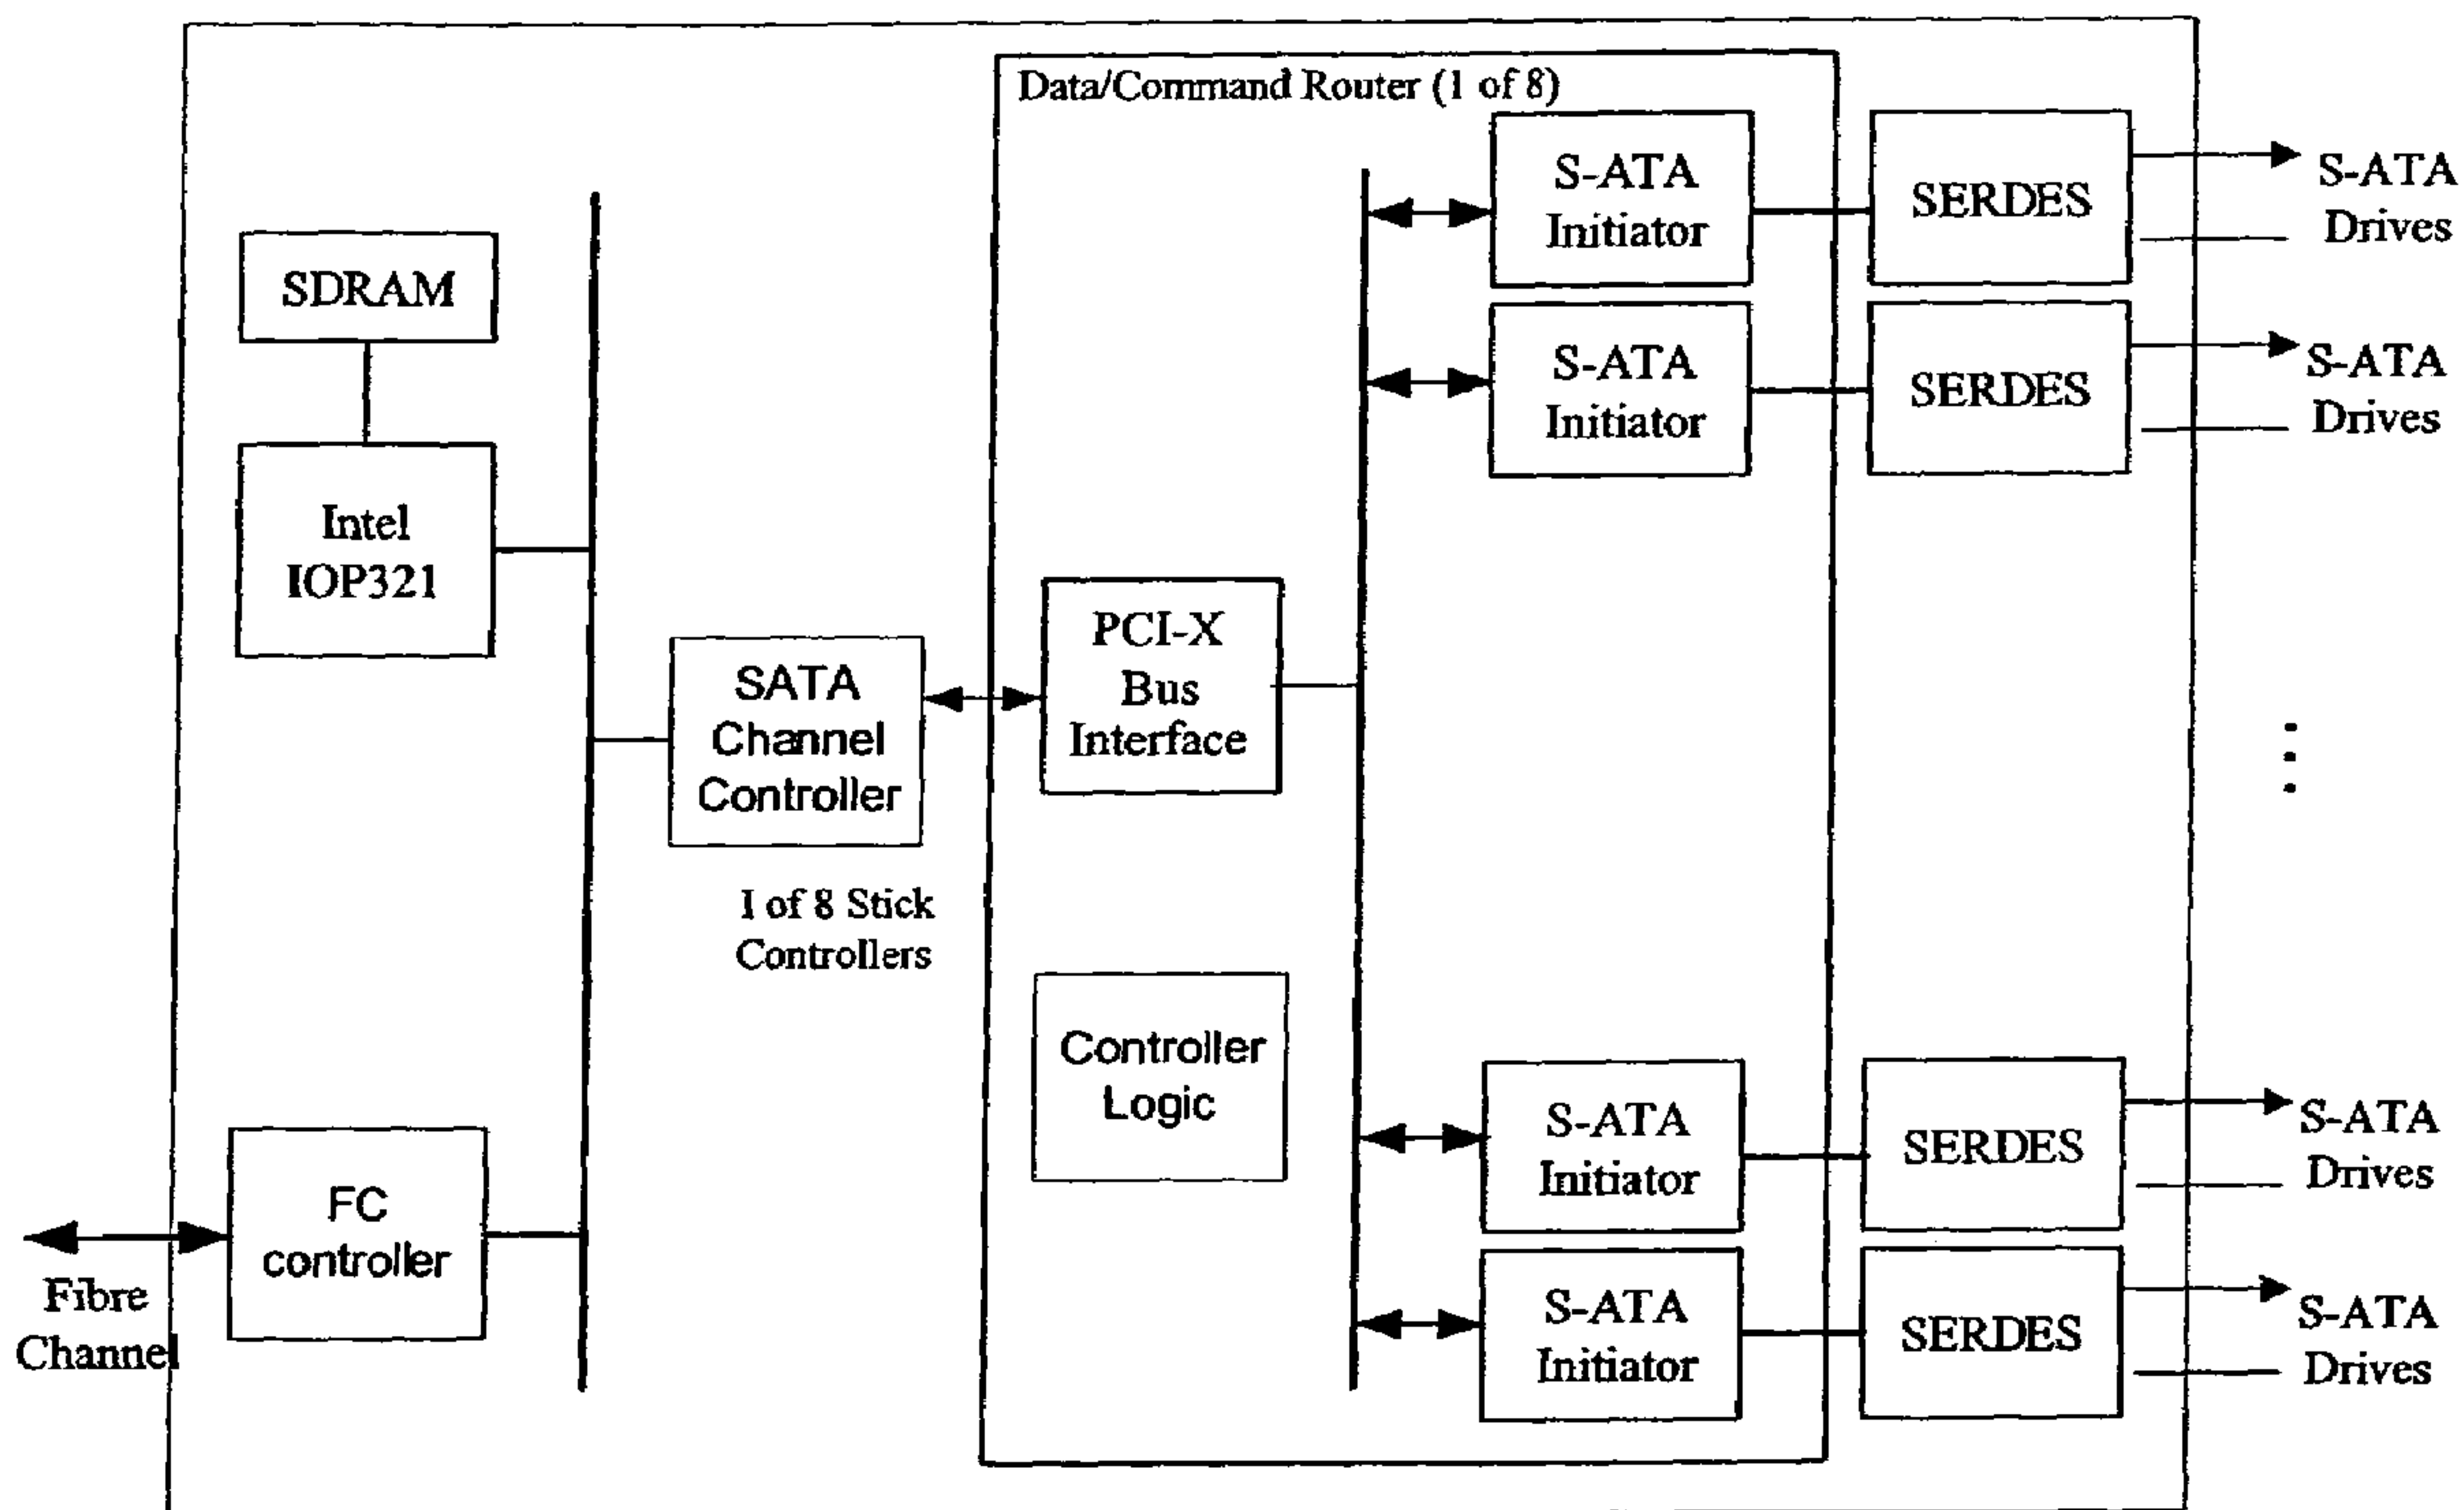 Data/Command Router (1 of 8)
S-ATA
Initiator
SERDES
S-ATA
Drives
SDRAM
S-ATA
Initiator
SERDES
S-ATA
Drives
Intel
IOP321
SATA
Channel
Controller
PCI-X
Bus
Interface
I of 8 Stick
Controllers
Controller
Logic
S-ATA
Initiator
SERDES
S-ATA
Drives
FC
controller
Fibre
Channel
S-ATA
Initiator
SERDES
S-ATA
Drives